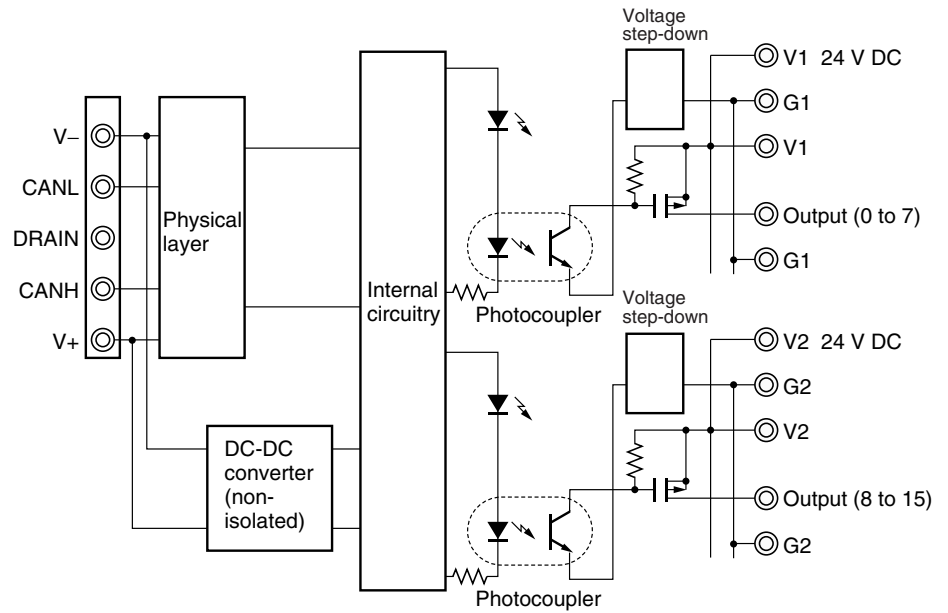 Voltage
step-down
V1 24 V DC
G1
V1
Output (0 to 7)
G1
V–
CANL
DRAIN
CANH
V+
Physical
layer
Internal
circuitry
Photocoupler
Voltage
step-down
V2 24 V DC
G2
V2
Output (8 to 15)
G2
DC-DC
converter
(non-
isolated)
Photocoupler